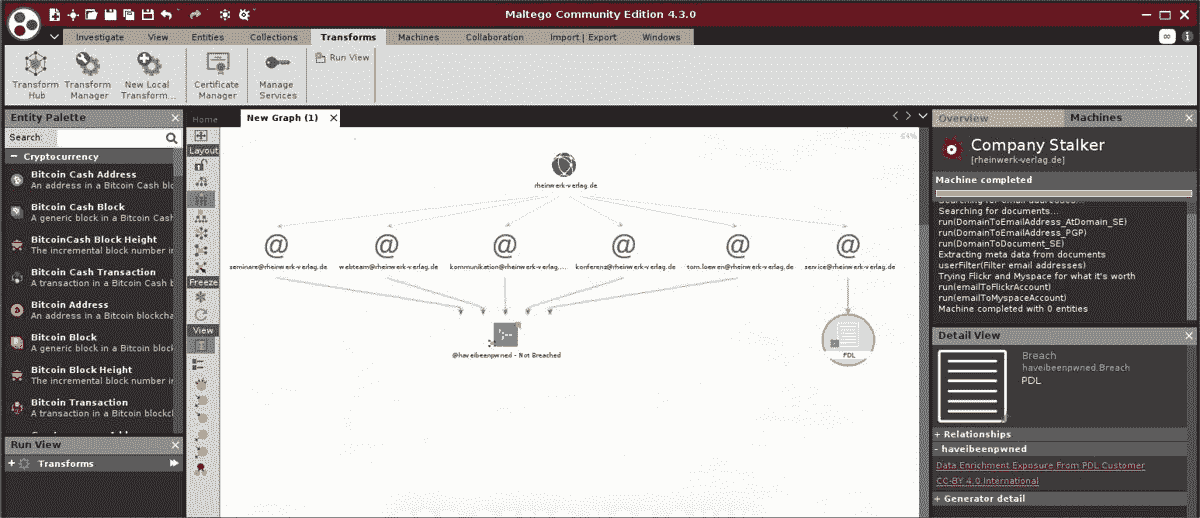 Maltego Community Edition 4.3.0
Investigate View Entities Collections Transforms Machines Collaboration Import | Export Windows
Transform Hub
Transform Manager
New Local Transform...
Certificate Manager
Manage Services
Run View
Entity Palette
Search:
Cryptocurrency
Bitcoin Cash Address
An address in a Bitcoin Cash blc
Bitcoin Cash Block
A generic block in a Bitcoin Cash
BitcoinCash Block Height
The incremental block number in
Bitcoin Cash Transaction
A transaction in a Bitcoin Cash b
Bitcoin Address
An address in a Bitcoin blockcha
Bitcoin Block
A generic block in a Bitcoin block
Bitcoin Block Height
The incremental block number in
Bitcoin Transaction
A transaction in a Bitcoin blockch
Run View
+ Transforms
Home
New Graph (1)
Layout
Freeze
View
64%
rheinwerk-verlag.de
seminare@rheinwerk-verlag.de
webteam@rheinwerk-verlag.de
kommunikation@rheinwerk-verlag....
konferenz@rheinwerk-verlag.de
tom.loewen@rheinwerk-verlag.de
service@rheinwerk-verlag.de
@haveibeenpwned - Not Breached
PDL
Overview
Machines
Company Stalker
[rheinwerk-verlag.de]
Machine completed
Searching for email addresses...
Searching for documents...
run(DomainToEmailAddress_AtDomain_SE)
run(DomainToEmailAddress_PGP)
run(DomainToDocument_SE)
Extracting meta data from documents
userFilter(Filter email addresses)
Trying Flickr and Myspace for what it's worth
run(emailToFlickrAccount)
run(emailToMyspaceAccount)
Machine completed with 0 entities
Detail View
Breach
haveibeenpwned.Breach
PDL
+ Relationships
- haveibeenpwned
Data Enrichment Exposure From PDL Customer
CC-BY 4.0 International
+ Generator detail